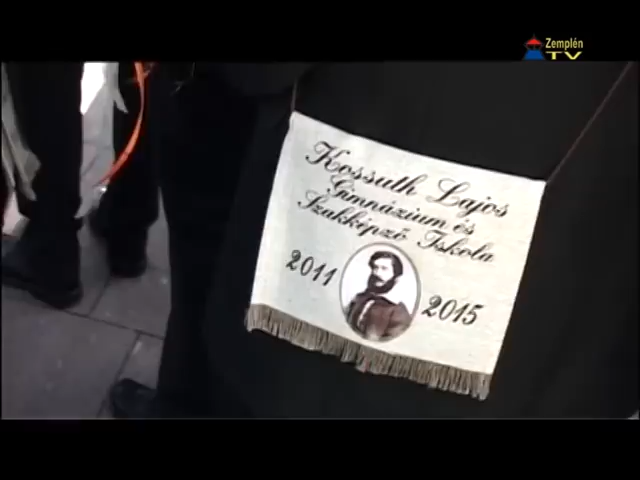 Zemplén
TV
Kossuth Lajos
Gimnázium és
Szakképző Iskola
2011
2015